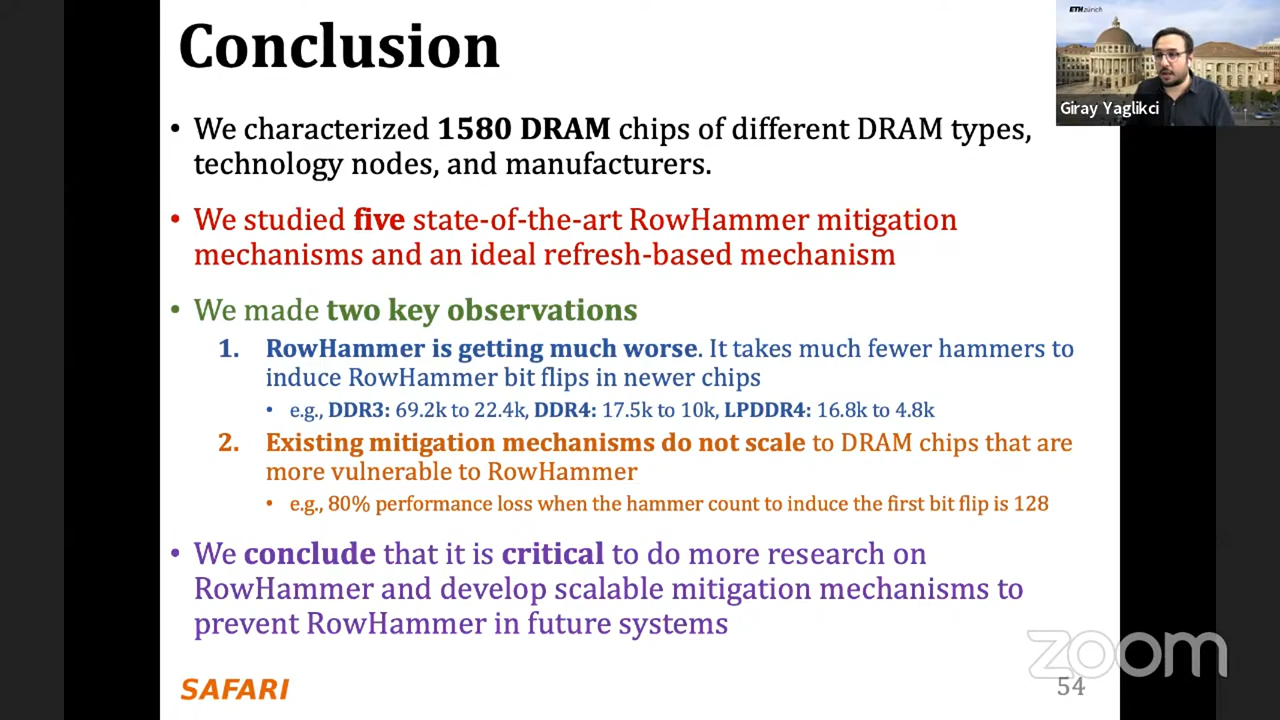 Conclusion
ETH zürich
Giray Yaglikci
• We characterized 1580 DRAM chips of different DRAM types,
technology nodes, and manufacturers.
• We studied five state-of-the-art RowHammer mitigation
mechanisms and an ideal refresh-based mechanism
• We made two key observations
1. RowHammer is getting much worse. It takes much fewer hammers to
induce RowHammer bit flips in newer chips
• e.g., DDR3: 69.2k to 22.4k, DDR4: 17.5k to 10k, LPDDR4: 16.8k to 4.8k
2. Existing mitigation mechanisms do not scale to DRAM chips that are
more vulnerable to RowHammer
• e.g., 80% performance loss when the hammer count to induce the first bit flip is 128
• We conclude that it is critical to do more research on
RowHammer and develop scalable mitigation mechanisms to
prevent RowHammer in future systems
zoom
SAFARI
54